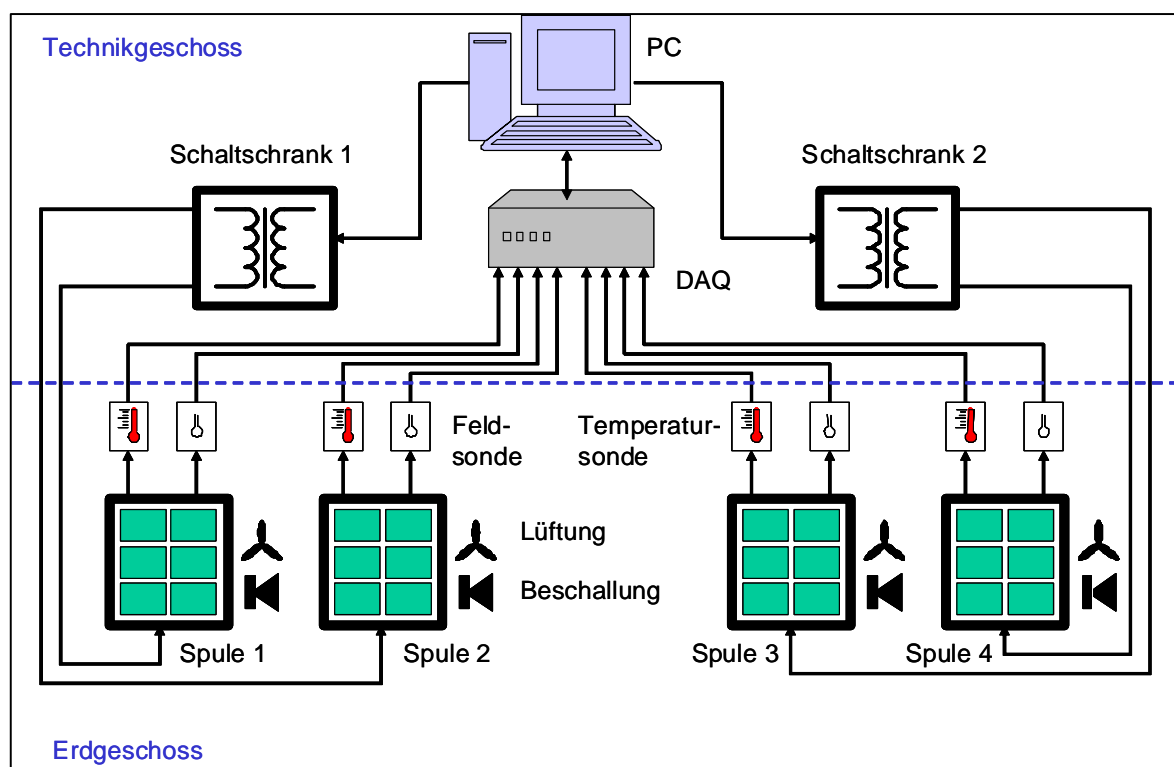 Technikgeschoss
PC
Schaltschrank 1
Schaltschrank 2
DAQ
Feld-
sonde
Temperatur-
sonde
Lüftung
Beschallung
Spule 1
Spule 2
Spule 3
Spule 4
Erdgeschoss